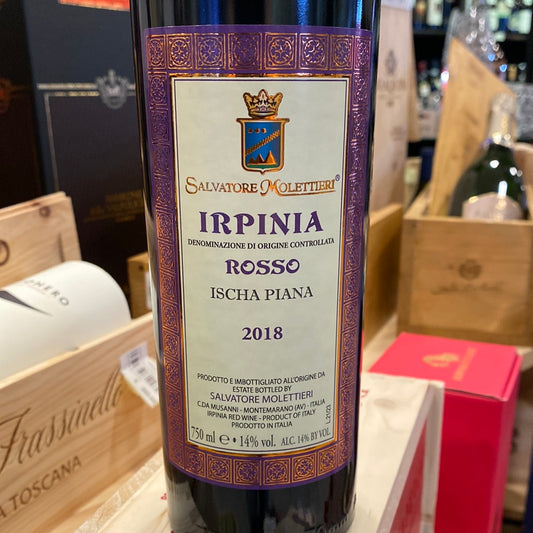 SALVATORE MOLETTIERI®
IRPINIA
DENOMINAZIONE DI ORIGINE CONTROLLATA
ROSSO
ISCHA PIANA
2018
PRODOTTO E IMBOTTIGLIATO ALL'ORIGINE DA
ESTATE BOTTLED BY
SALVATORE MOLETTIERI
C.DA MUSANNI - MONTEMARANO (AV) - ITALIA
IRPINIA RED WINE - PRODUCT OF ITALY
PRODOTTO IN ITALIA
750 ml e • 14% vol. ALC. 14% BY VOL.
L2103
NERO
Frassinello
A TOSCANA